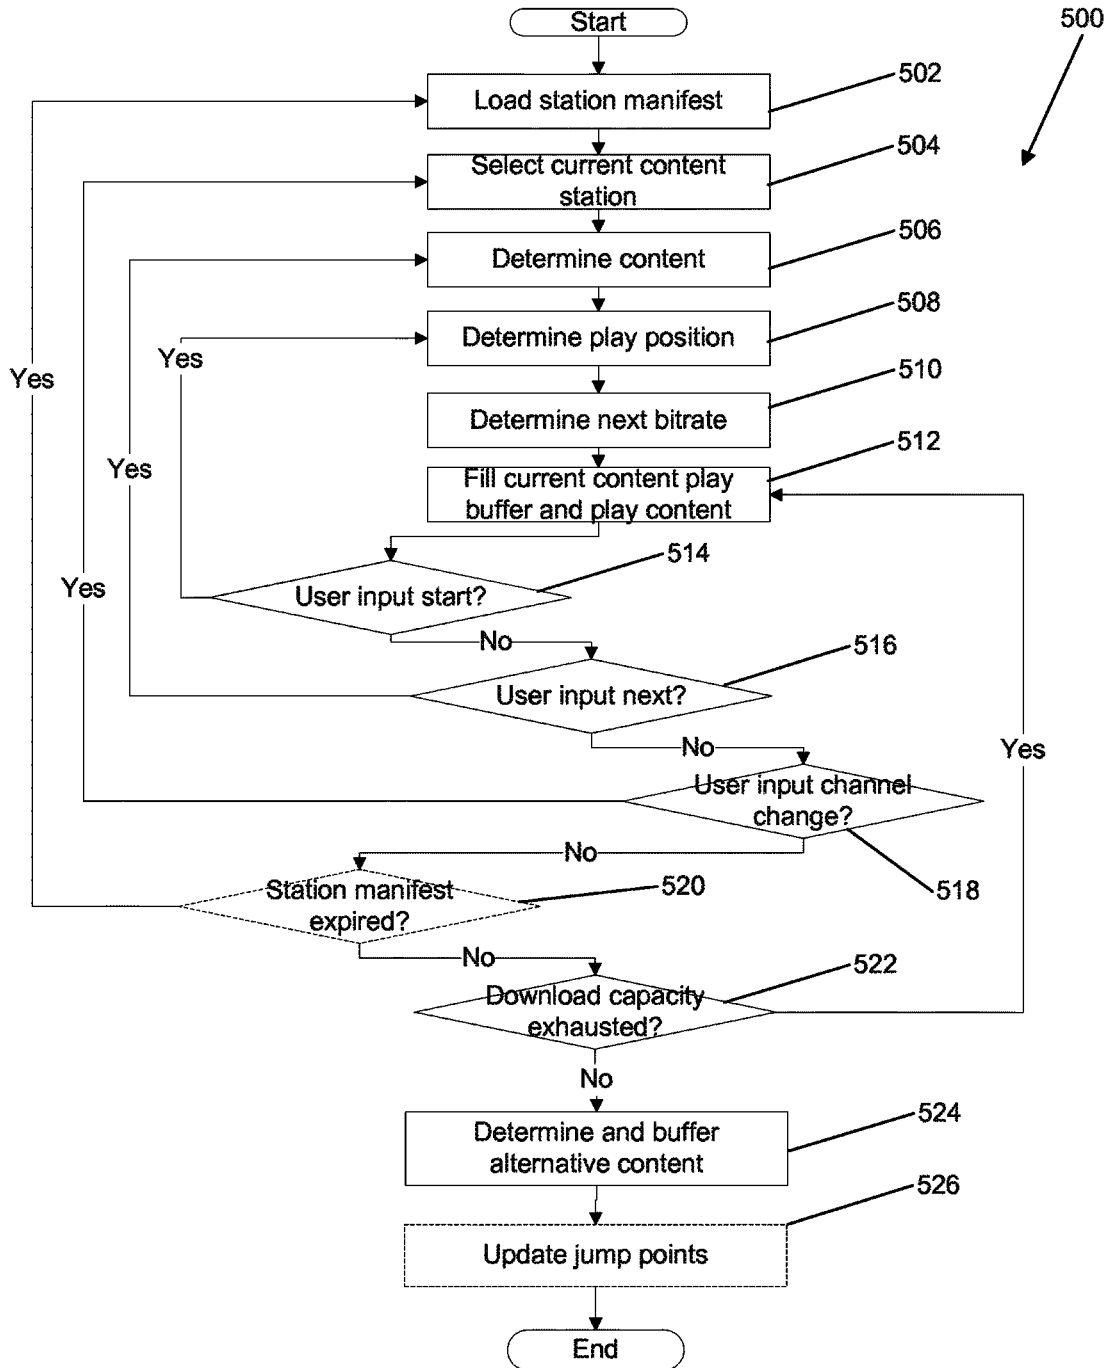 Start
500
Load station manifest
502
Select current content
station
504
Determine content
506
Determine play position
508
Yes
Yes
Determine next bitrate
510
Yes
Fill current content play
buffer and play content
512
User input start?
514
Yes
No
User input next?
516
No
Yes
User input channel
change?
518
No
Station manifest
expired?
520
No
Download capacity
exhausted?
522
No
Determine and buffer
alternative content
524
Update jump points
526
End